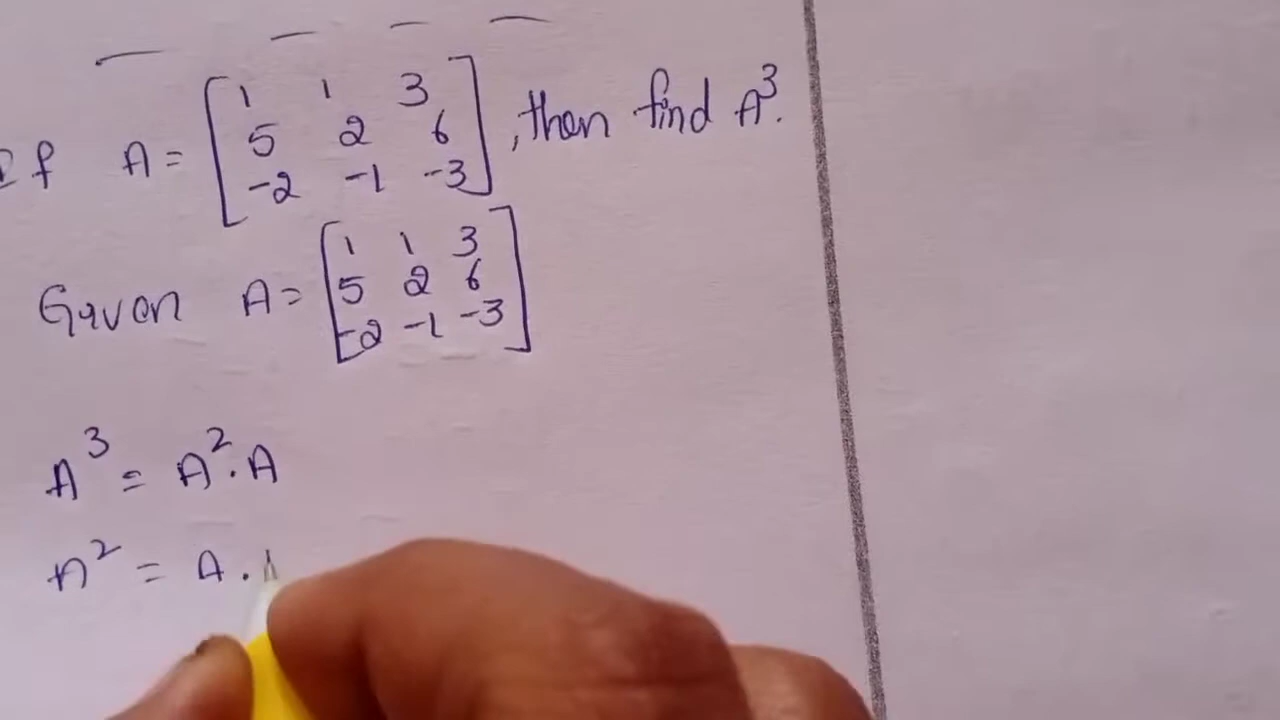 If A = [ 1 1 3
5 2 6
-2 -1 -3 ], then find A³.
Given A = [ 1 1 3
5 2 6
-2 -1 -3 ]
A³ = A² . A
A² = A .